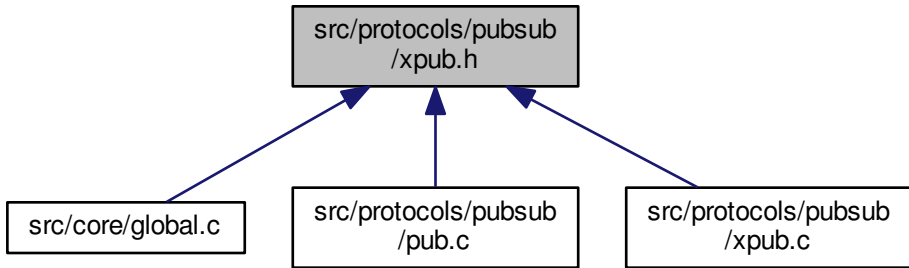 src/protocols/pubsub
/xpub.h
src/core/global.c
src/protocols/pubsub
/pub.c
src/protocols/pubsub
/xpub.c